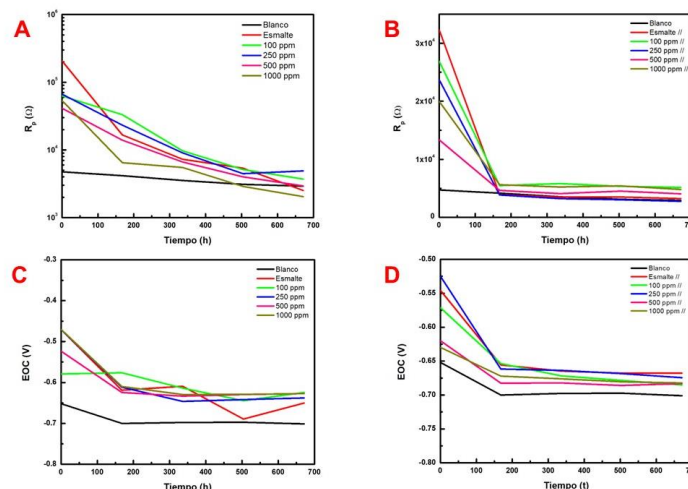 A
10⁶
10⁵
10⁴
10³
Rₚ (Ω)
0 100 200 300 400 500 600 700
Tiempo (h)
Blanco
Esmalte
100 ppm
250 ppm
500 ppm
1000 ppm
B
Rₚ (Ω)
0
0 100 200 300 400 500 600
Tiempo (h)
Blanco
Esmalte //
100 ppm //
250 ppm //
500 ppm //
1000 ppm //
C
-0.3
-0.4
-0.5
-0.6
-0.7
-0.8
EOC (V)
0 100 200 300 400 500 600 700
Tiempo (h)
Blanco
Esmalte
100 ppm
250 ppm
500 ppm
1000 ppm
D
-0.50
-0.55
-0.60
-0.65
-0.70
-0.75
-0.80
EOC (V)
0 100 200 300 400 500 600
Tiempo (t)
Blanco
Esmalte //
100 ppm //
250 ppm //
500 ppm //
1000 ppm //